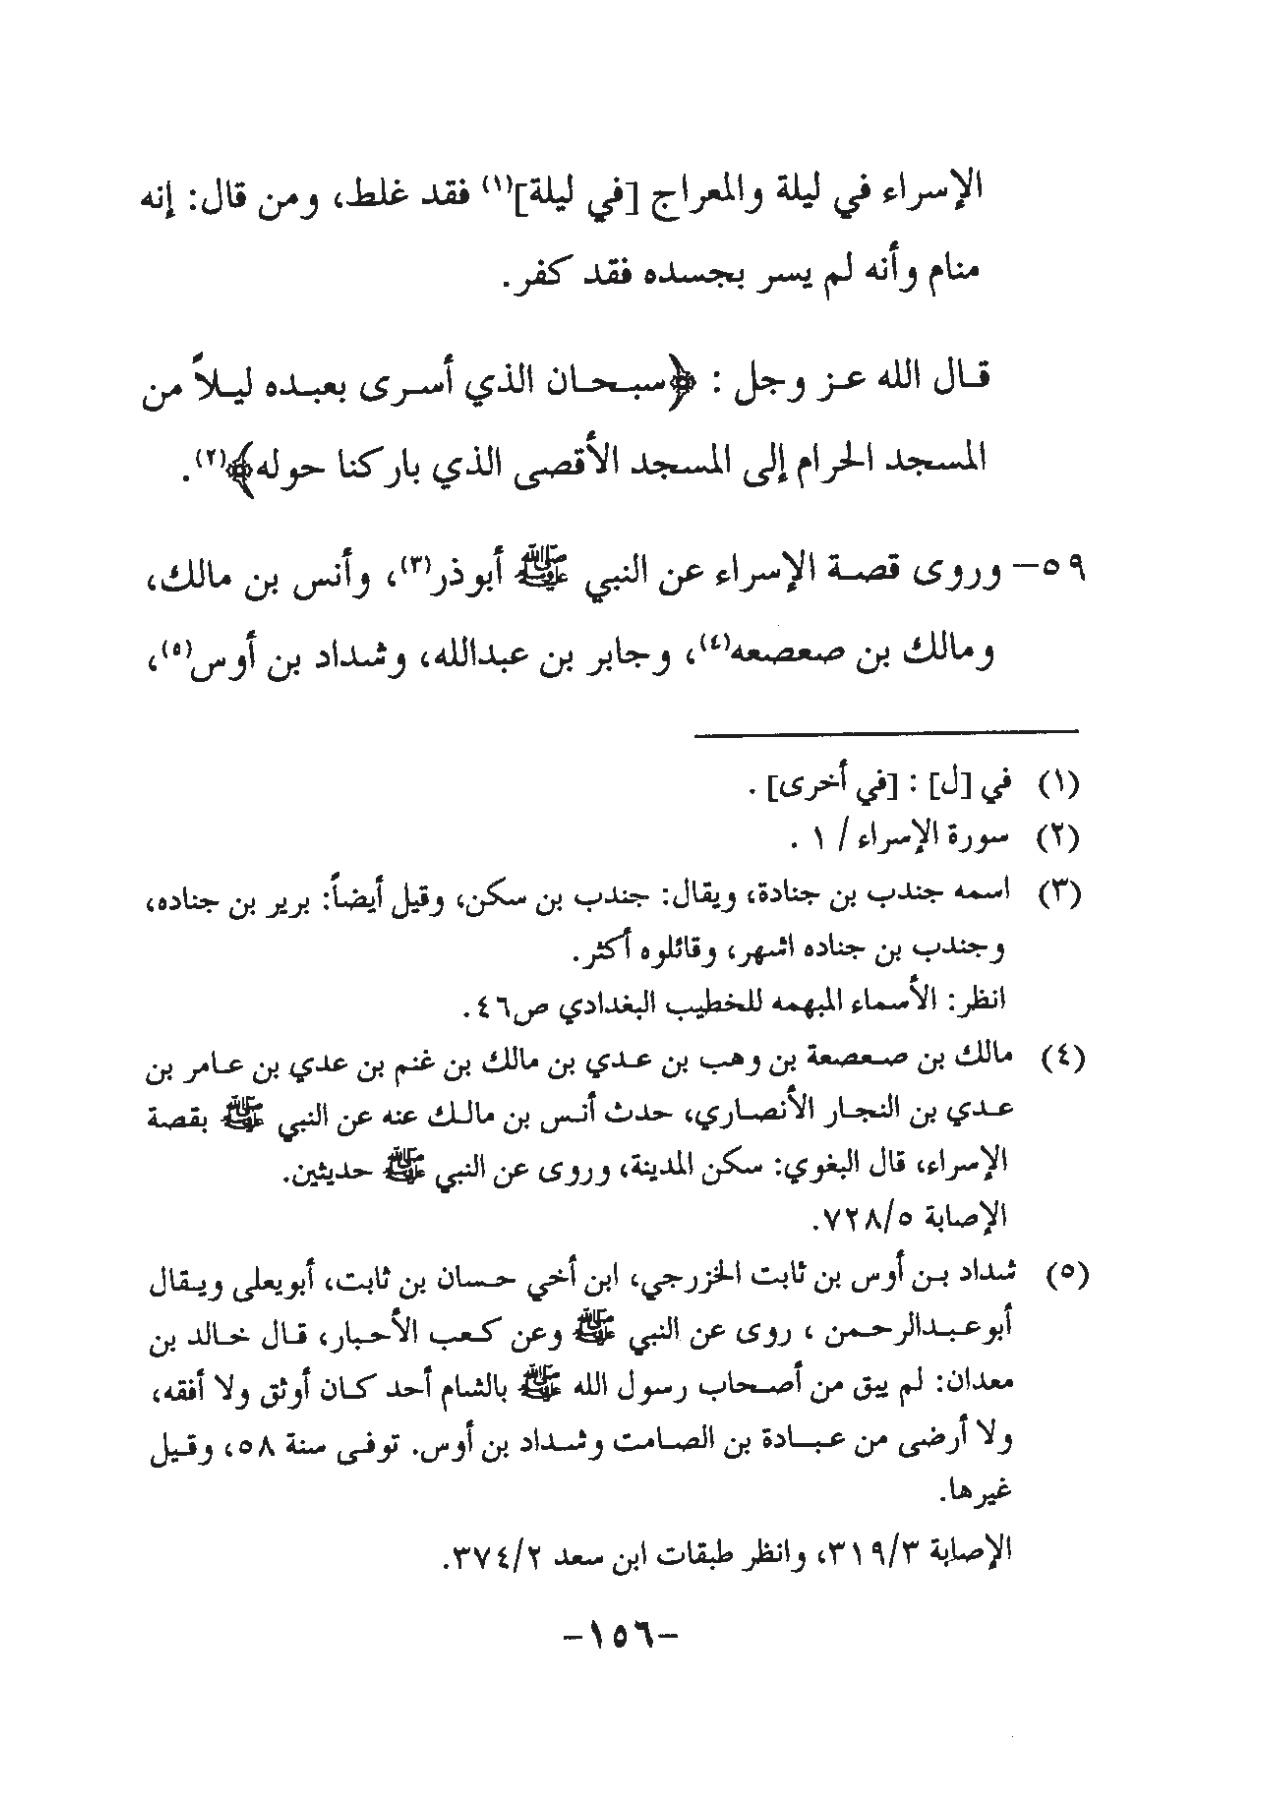 الإسراء في ليلة والمعراج [في ليلة](١) فقد غلط، ومن قال: إنه
منام وأنه لم يسر بجسده فقد كفر.
قال الله عز وجل : ﴿سبحان الذي أسرى بعبده ليلاً من
المسجد الحرام إلى المسجد الأقصى الذي باركنا حوله﴾(٢).
٥٩- وروى قصة الإسراء عن النبي ﷺ أبوذر(٣)، وأنس بن مالك،
ومالك بن صعصعه(٤)، وجابر بن عبدالله، وشداد بن أوس(٥)،
(١) في [ل] : [في أخرى] .
(٢) سورة الإسراء / ١ .
(٣) اسمه جندب بن جنادة، ويقال: جندب بن سكن، وقيل أيضاً: برير بن جناده،
وجندب بن جناده اشهر، وقائلوه أكثر.
انظر: الأسماء المبهمه للخطيب البغدادي ص٤٦.
(٤) مالك بن صعصعة بن وهب بن عدي بن مالك بن غنم بن عدي بن عامر بن
عدي بن النجار الأنصاري، حدث أنس بن مالك عنه عن النبي ﷺ بقصة
الإسراء، قال البغوي: سكن المدينة، وروى عن النبي ﷺ حديثين.
الإصابة ٧٢٨/٥.
(٥) شداد بن أوس بن ثابت الخزرجي، ابن أخي حسان بن ثابت، أبويعلى ويقال
أبوعبدالرحمن ، روى عن النبي ﷺ وعن كعب الأحبار، قال خالد بن
معدان: لم يبق من أصحاب رسول الله ﷺ بالشام أحد كان أوثق ولا أفقه،
ولا أرضى من عبادة بن الصامت وشداد بن أوس. توفى سنة ٥٨، وقيل
غيرها.
الإصابة ٣١٩/٣، وانظر طبقات ابن سعد ٣٧٤/٢.
-١٥٦-